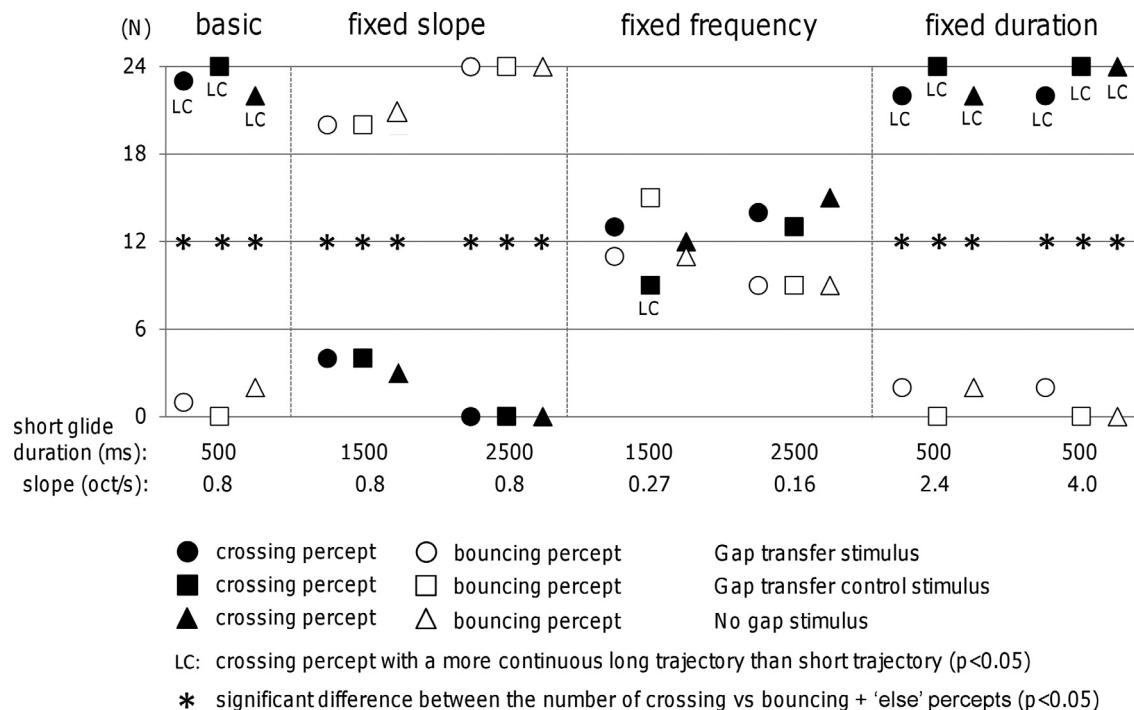 (N) basic fixed slope fixed frequency fixed duration
24
LC LC LC LC LC LC LC LC LC
18
12 * * * * * * * * * * * * * * *
LC
6
0
short glide
duration (ms): 500 1500 2500 1500 2500 500 500
slope (oct/s): 0.8 0.8 0.8 0.27 0.16 2.4 4.0
crossing percept bouncing percept Gap transfer stimulus
crossing percept bouncing percept Gap transfer control stimulus
crossing percept bouncing percept No gap stimulus
LC: crossing percept with a more continuous long trajectory than short trajectory (p<0.05)
* significant difference between the number of crossing vs bouncing + 'else' percepts (p<0.05)